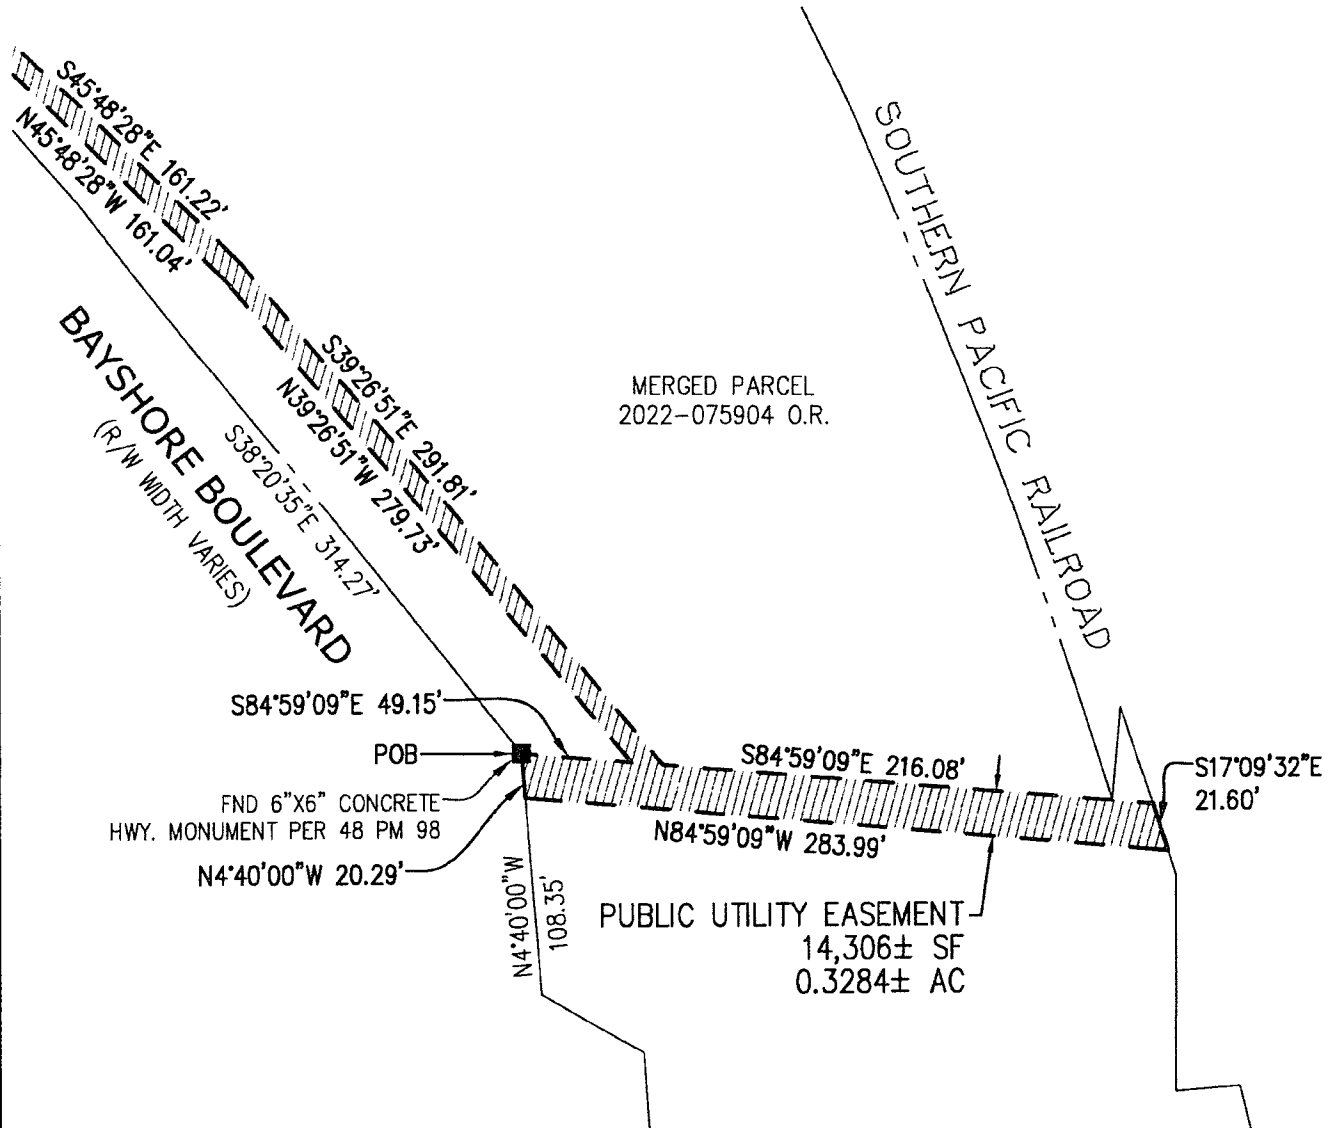 S45°48'28"E 161.22'
N45°48'28"W 161.04'
SOUTHERN PACIFIC RAILROAD
BAYSHORE BOULEVARD
(R/W WIDTH VARIES)
S38°20'35"E 314.27'
S39°26'51"E 291.81'
N39°26'51"W 279.73'
MERGED PARCEL
2022-075904 O.R.
S84°59'09"E 49.15'
POB
FND 6"X6" CONCRETE
HWY. MONUMENT PER 48 PM 98
N4°40'00"W 20.29'
S84°59'09"E 216.08'
N84°59'09"W 283.99'
S17°09'32"E
21.60'
N4°40'00"W
108.35'
PUBLIC UTILITY EASEMENT
14,306± SF
0.3284± AC